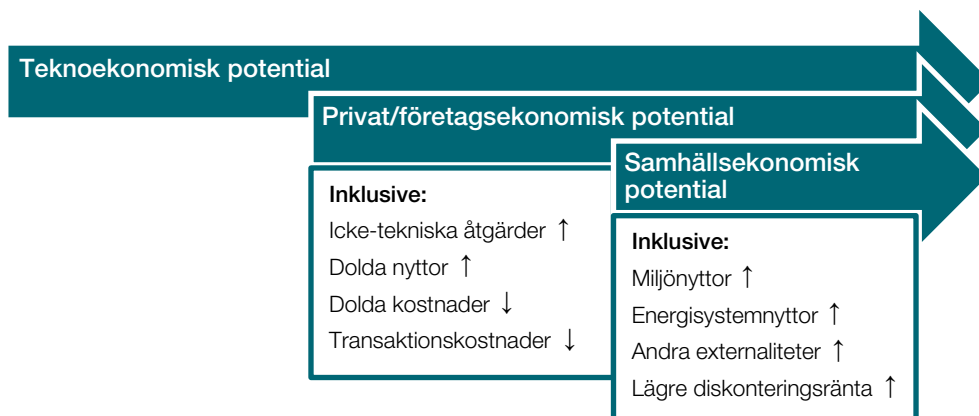 Teknoekonomisk potential
Privat/företagsekonomisk potential
Inklusive:
Icke-tekniska åtgärder ↑
Dolda nyttor ↑
Dolda kostnader ↓
Transaktionskostnader ↓
Samhällsekonomisk
potential
Inklusive:
Miljönyttor ↑
Energisystemnyttor ↑
Andra externaliteter ↑
Lägre diskonteringsränta ↑